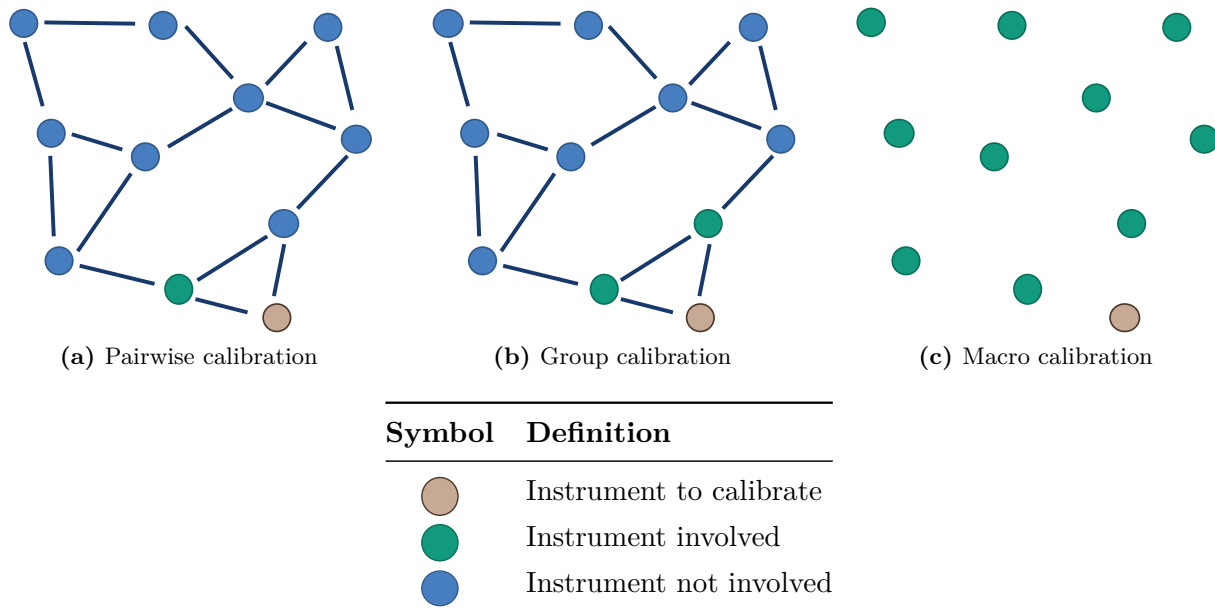 (a) Pairwise calibration
(b) Group calibration
(c) Macro calibration
Symbol Definition
Instrument to calibrate
Instrument involved
Instrument not involved